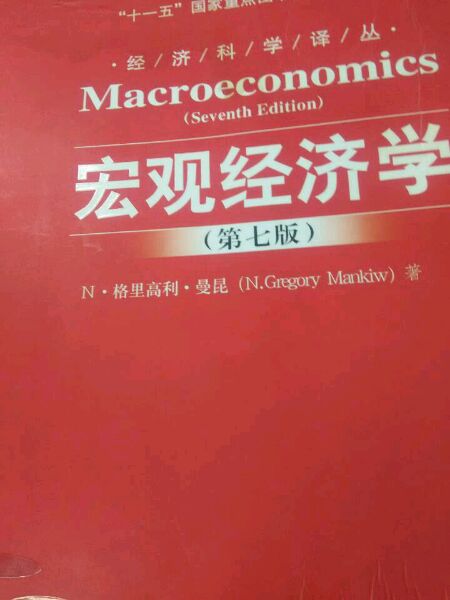 “十一五”国家重点图
·经/济/科/学/译/丛·
Macroeconomics
(Seventh Edition)
宏观经济学
(第七版)
N·格里高利·曼昆 (N.Gregory Mankiw) 著